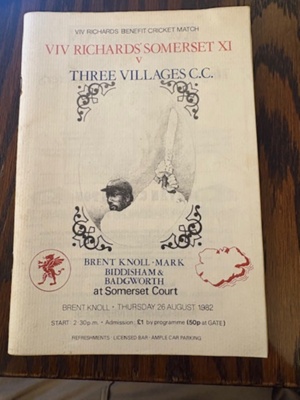 VIV RICHARDS BENEFIT CRICKET MATCH
VIV RICHARDS' SOMERSET XI
v
THREE VILLAGES C.C.
BRENT KNOLL · MARK
BIDDISHAM &
BADGWORTH
at Somerset Court
BRENT KNOLL · THURSDAY 26 AUGUST 1982
START: 2·30p·m· · Admission £1 by programme (50p at GATE)
REFRESHMENTS · LICENSED BAR · AMPLE CAR PARKING